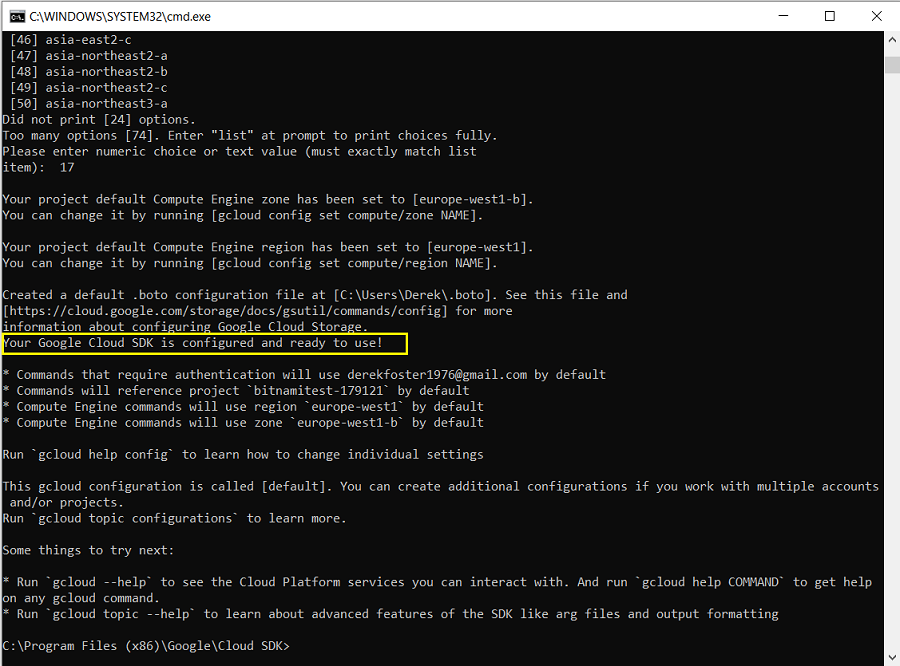 C:\WINDOWS\SYSTEM32\cmd.exe
[46] asia-east2-c
[47] asia-northeast2-a
[48] asia-northeast2-b
[49] asia-northeast2-c
[50] asia-northeast3-a
Did not print [24] options.
Too many options [74]. Enter "list" at prompt to print choices fully.
Please enter numeric choice or text value (must exactly match list
item):  17
Your project default Compute Engine zone has been set to [europe-west1-b].
You can change it by running [gcloud config set compute/zone NAME].
Your project default Compute Engine region has been set to [europe-west1].
You can change it by running [gcloud config set compute/region NAME].
Created a default .boto configuration file at [C:\Users\Derek\.boto]. See this file and
[https://cloud.google.com/storage/docs/gsutil/commands/config] for more
information about configuring Google Cloud Storage.
Your Google Cloud SDK is configured and ready to use!
* Commands that require authentication will use derekfoster1976@gmail.com by default
* Commands will reference project `bitnamitest-179121` by default
* Compute Engine commands will use region `europe-west1` by default
* Compute Engine commands will use zone `europe-west1-b` by default
Run `gcloud help config` to learn how to change individual settings
This gcloud configuration is called [default]. You can create additional configurations if you work with multiple accounts
and/or projects.
Run `gcloud topic configurations` to learn more.
Some things to try next:
* Run `gcloud --help` to see the Cloud Platform services you can interact with. And run `gcloud help COMMAND` to get help
on any gcloud command.
* Run `gcloud topic --help` to learn about advanced features of the SDK like arg files and output formatting
C:\Program Files (x86)\Google\Cloud SDK>